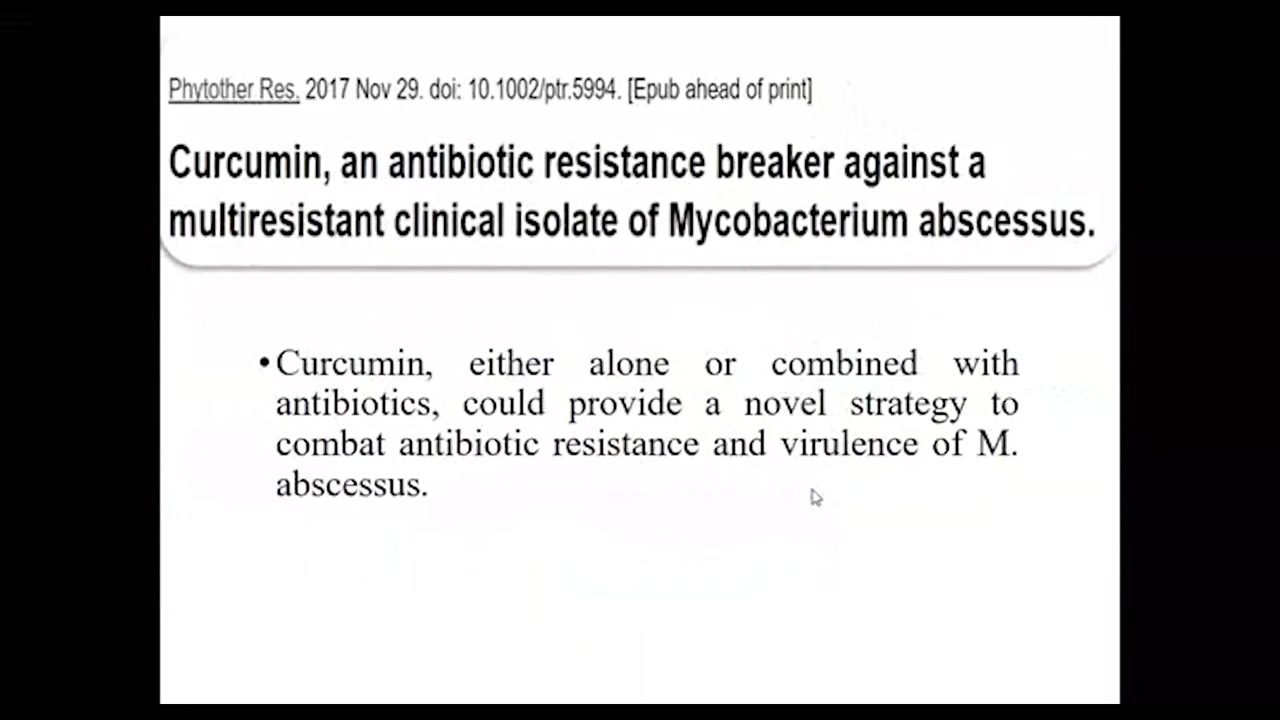 Phytother Res. 2017 Nov 29. doi: 10.1002/ptr.5994. [Epub ahead of print]
Curcumin, an antibiotic resistance breaker against a
multiresistant clinical isolate of Mycobacterium abscessus.
•Curcumin, either alone or combined with
antibiotics, could provide a novel strategy to
combat antibiotic resistance and virulence of M.
abscessus.